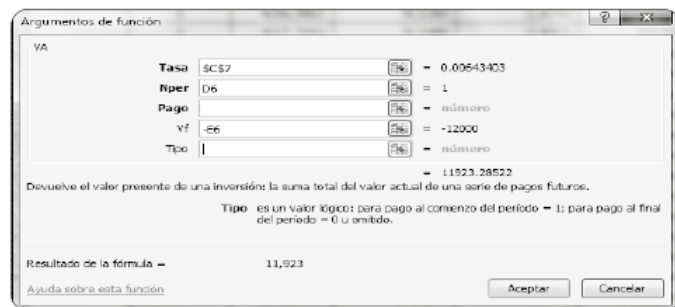 Argumentos de función
VA
Tasa $C$7 = 0.00643403
Nper D6 = 1
Pago = número
Vf -E6 = -12000
Tipo = número
= 11923.28522
Devuelve el valor presente de una inversión: la suma total del valor actual de una serie de pagos futuros.
Tipo es un valor lógico: para pago al comienzo del período = 1; para pago al final
del período = 0 u omitido.
Resultado de la fórmula = 11,923
Ayuda sobre esta función
Aceptar Cancelar